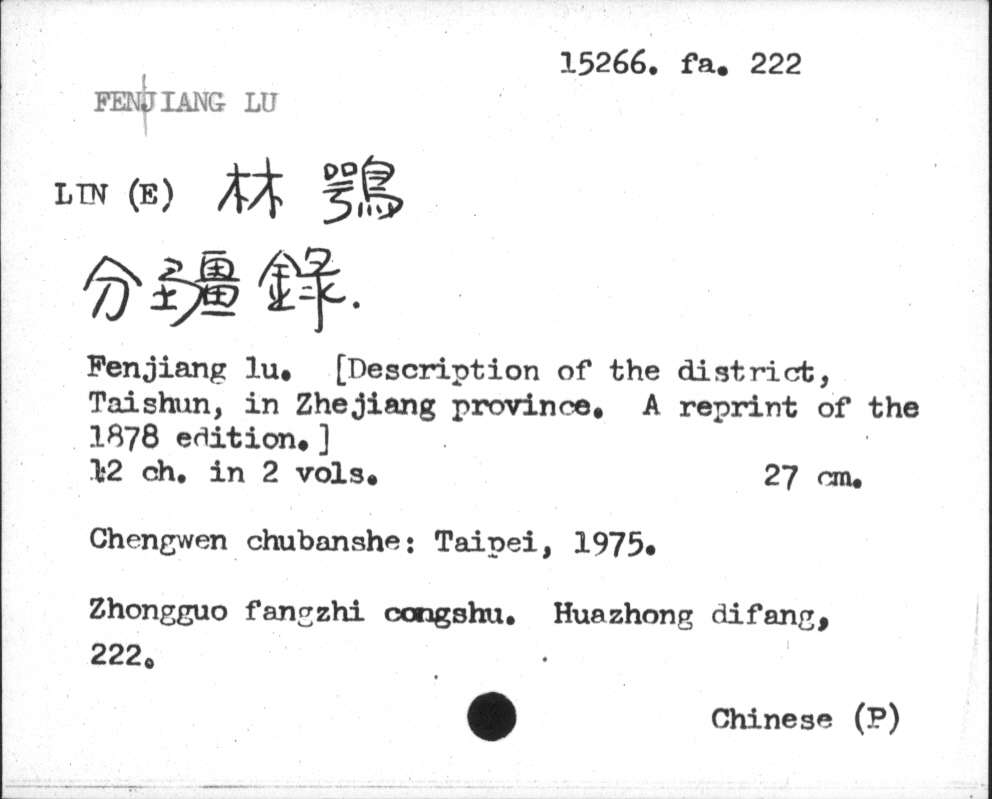 15266. fa. 222
FENJIANG LU
LIN (E) 林 鶚
分疆錄.
Fenjiang lu. [Description of the district,
Taishun, in Zhejiang province. A reprint of the
1878 edition.]
12 ch. in 2 vols. 27 cm.
Chengwen chubanshe: Taipei, 1975.
Zhongguo fangzhi congshu. Huazhong difang,
222.
Chinese (P)